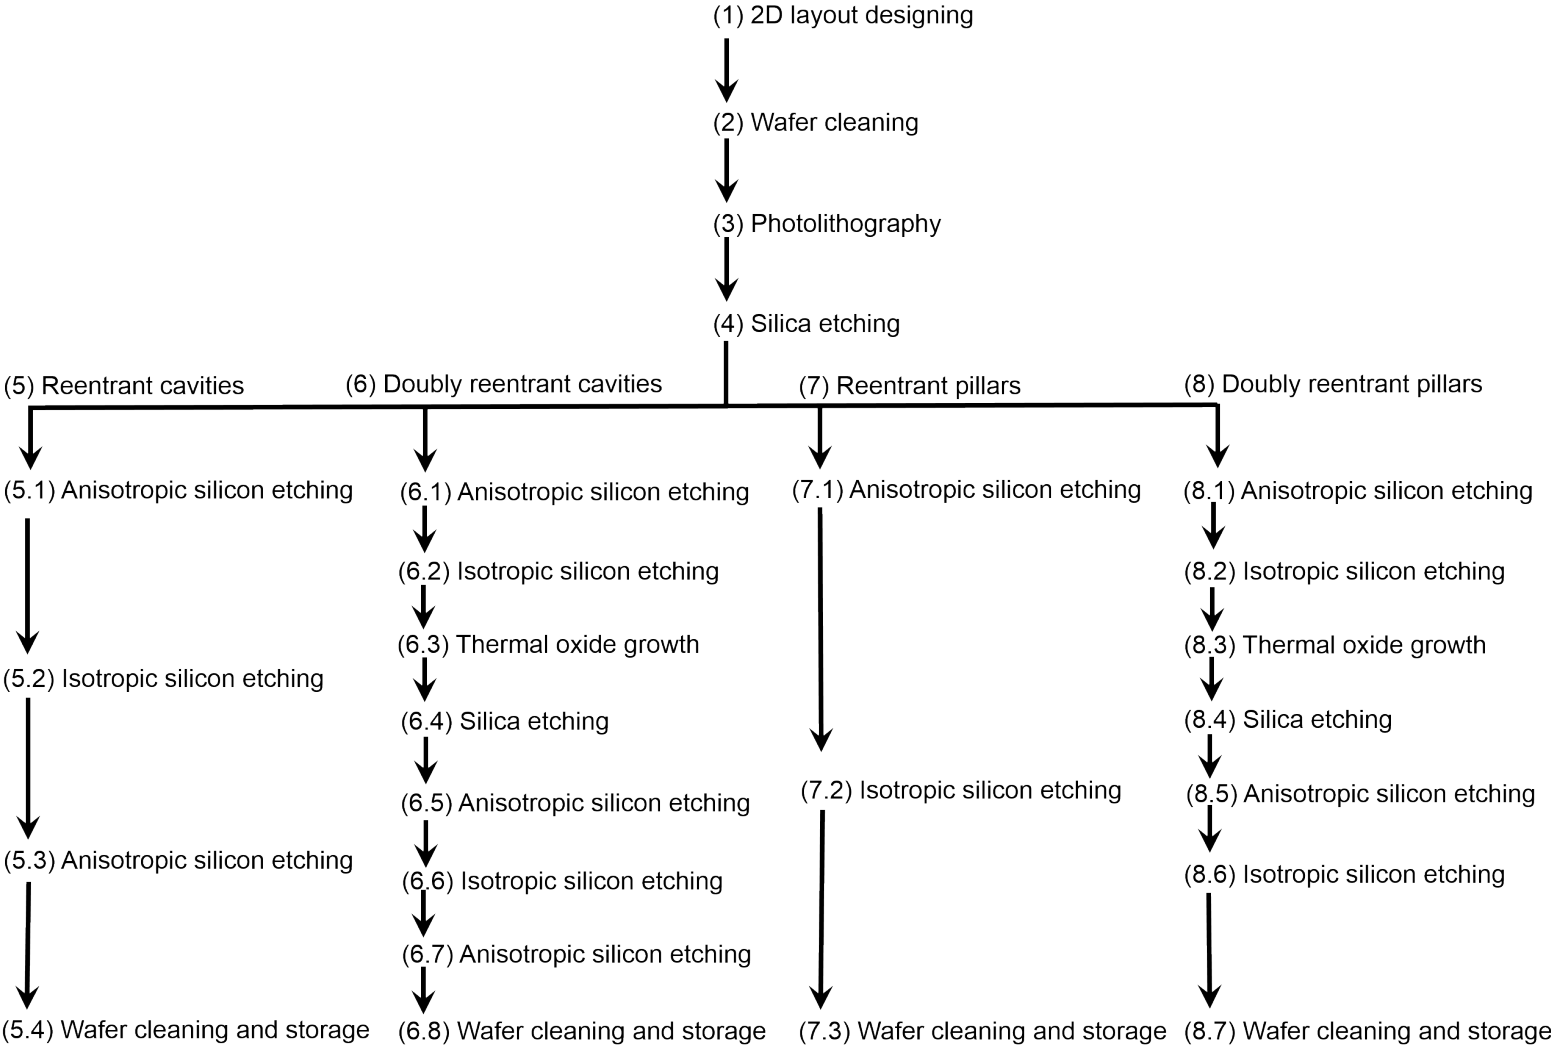 (1) 2D layout designing
(2) Wafer cleaning
(3) Photolithography
(4) Silica etching
(5) Reentrant cavities
(5.1) Anisotropic silicon etching
(5.2) Isotropic silicon etching
(5.3) Anisotropic silicon etching
(5.4) Wafer cleaning and storage
(6) Doubly reentrant cavities
(6.1) Anisotropic silicon etching
(6.2) Isotropic silicon etching
(6.3) Thermal oxide growth
(6.4) Silica etching
(6.5) Anisotropic silicon etching
(6.6) Isotropic silicon etching
(6.7) Anisotropic silicon etching
(6.8) Wafer cleaning and storage
(7) Reentrant pillars
(7.1) Anisotropic silicon etching
(7.2) Isotropic silicon etching
(7.3) Wafer cleaning and storage
(8) Doubly reentrant pillars
(8.1) Anisotropic silicon etching
(8.2) Isotropic silicon etching
(8.3) Thermal oxide growth
(8.4) Silica etching
(8.5) Anisotropic silicon etching
(8.6) Isotropic silicon etching
(8.7) Wafer cleaning and storage